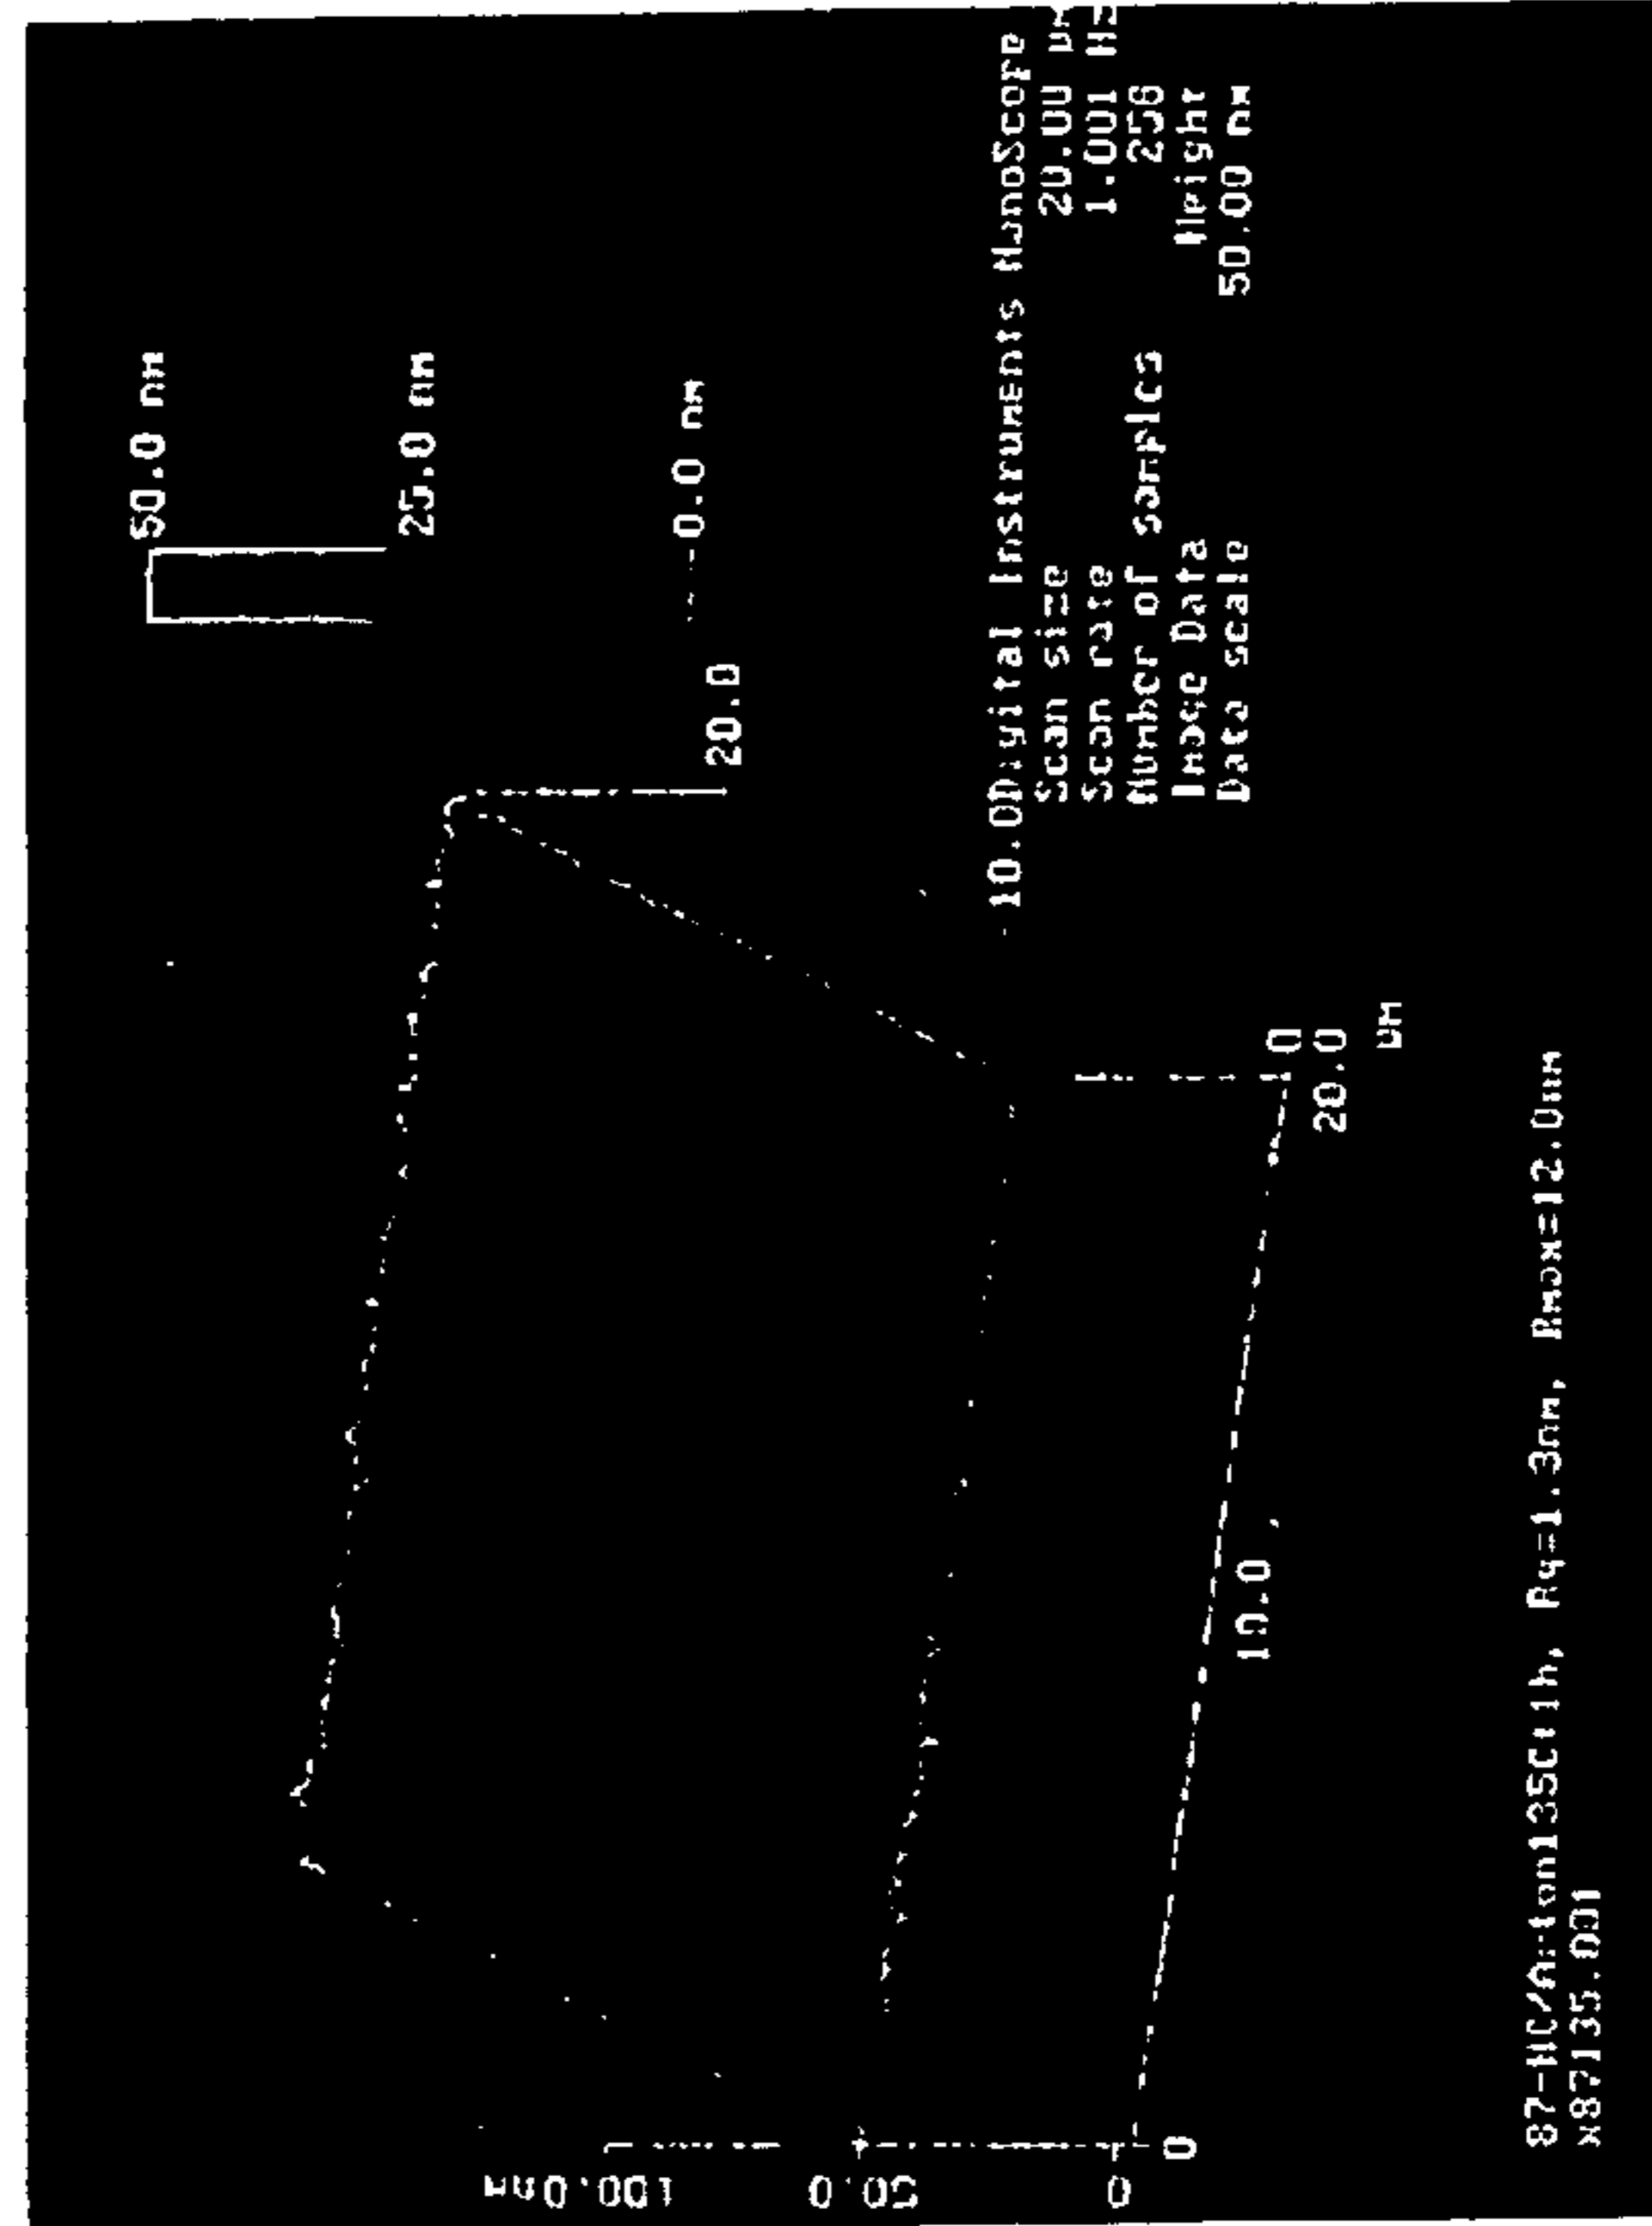 50.0 nm
25.0 nm
0.0 nm
20.0
10.0
Digital Instruments NanoScope
Scan size 20.00 µm
Scan rate 1.001 Hz
Number of samples 256
Image Data Height
Data scale 50.00 nm
100.0nm
50.0
0
0
10.0
0
20.0
µM
135C: 1h, Rq=1.3nm, Rmax=12.0nm
x87135.001